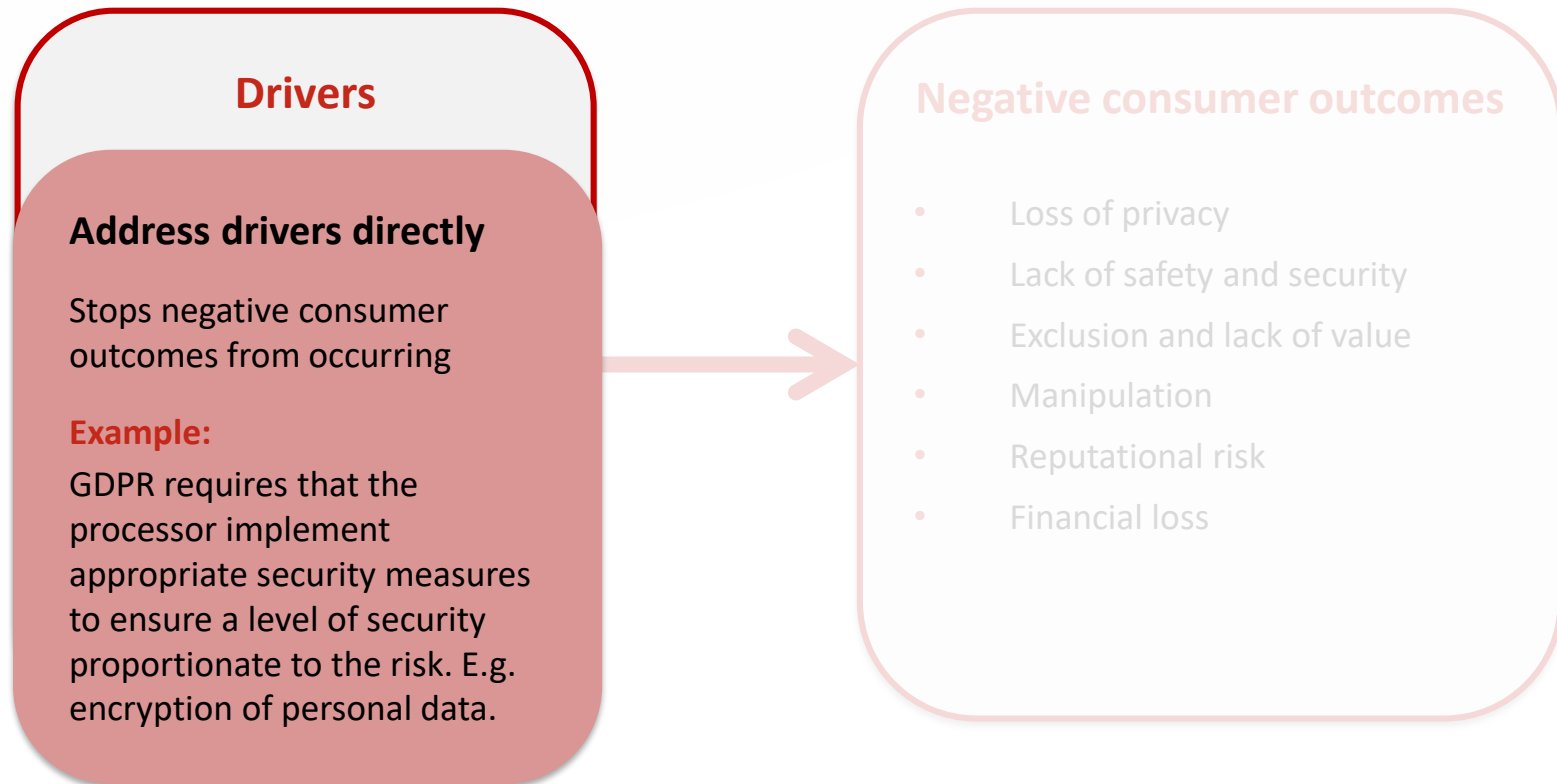 Drivers
Address drivers directly
Stops negative consumer
outcomes from occurring
Example:
GDPR requires that the
processor implement
appropriate security measures
to ensure a level of security
proportionate to the risk. E.g.
encryption of personal data.
Negative consumer outcomes
• Loss of privacy
• Lack of safety and security
• Exclusion and lack of value
• Manipulation
• Reputational risk
• Financial loss